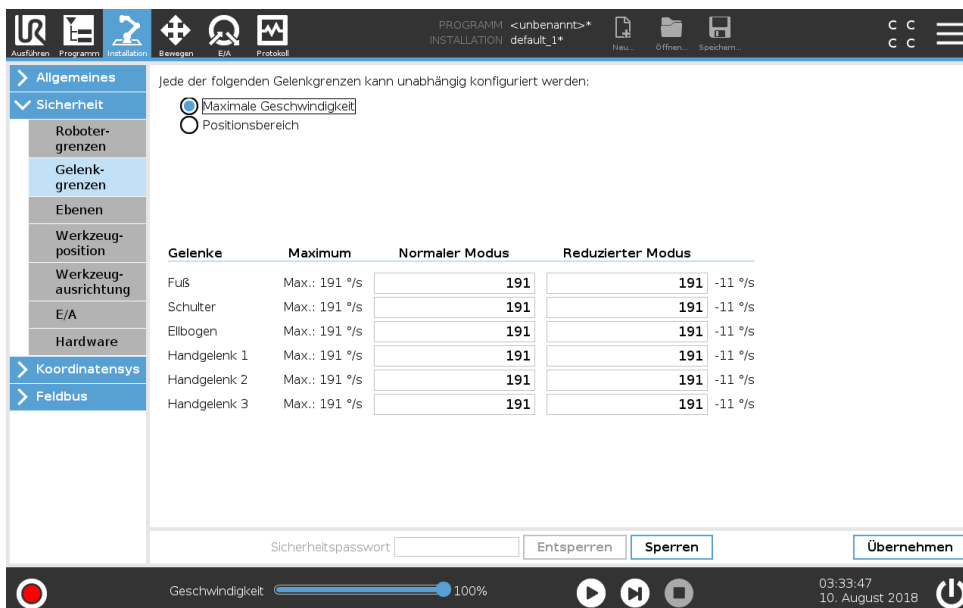 UR
PROGRAMM <unbenannt>*
INSTALLATION default_1*
C C
C C
Ausführen Programm Installation Bewegen E/A Protokoll Neu... Öffnen... Speichern...
Allgemeines
Sicherheit
Roboter-
grenzen
Gelenk-
grenzen
Ebenen
Werkzeug-
position
Werkzeug-
ausrichtung
E/A
Hardware
Koordinatensys
Feldbus
Jede der folgenden Gelenkgrenzen kann unabhängig konfiguriert werden:
Maximale Geschwindigkeit
Positionsbereich
Gelenke Maximum Normaler Modus Reduzierter Modus
Fuß Max.: 191 °/s 191 191 -11 °/s
Schulter Max.: 191 °/s 191 191 -11 °/s
Ellbogen Max.: 191 °/s 191 191 -11 °/s
Handgelenk 1 Max.: 191 °/s 191 191 -11 °/s
Handgelenk 2 Max.: 191 °/s 191 191 -11 °/s
Handgelenk 3 Max.: 191 °/s 191 191 -11 °/s
Sicherheitspasswort Entsperren Sperren Übernehmen
Geschwindigkeit 100%
03:33:47
10. August 2018